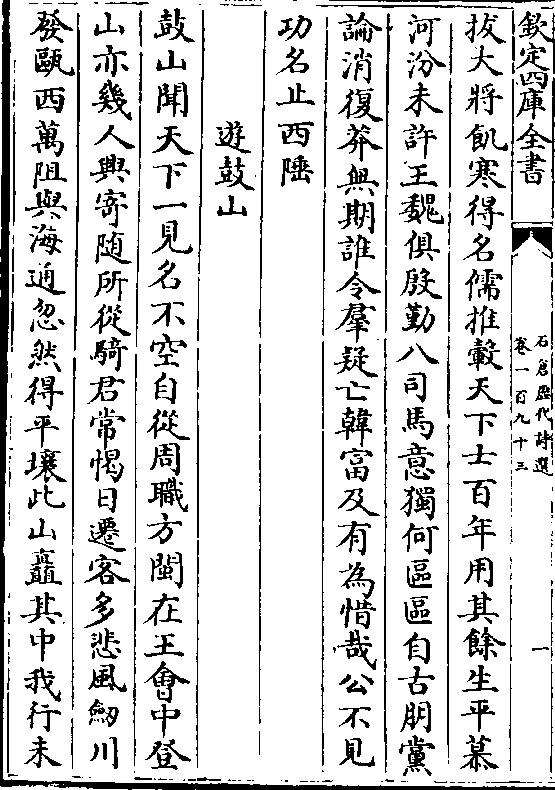 欽定四庫全書
石倉歷代詩選
卷一百九十三
一
拔大將飢寒得名儒推轂天下士百年用其餘生平慕
河汾未許王魏俱殷勤八司馬意獨何區區自古朋黨
論消復莽無期誰令羣疑亡韓富及有為惜哉公不見
功名止西陲
遊鼓山
鼓山聞天下一見名不空自從周職方閩在王會中登
山亦幾人興寄随所從騎君常愒日遷客多悲風劒川
發甌西萬阻與海通忽然得平壤此山矗其中我行未